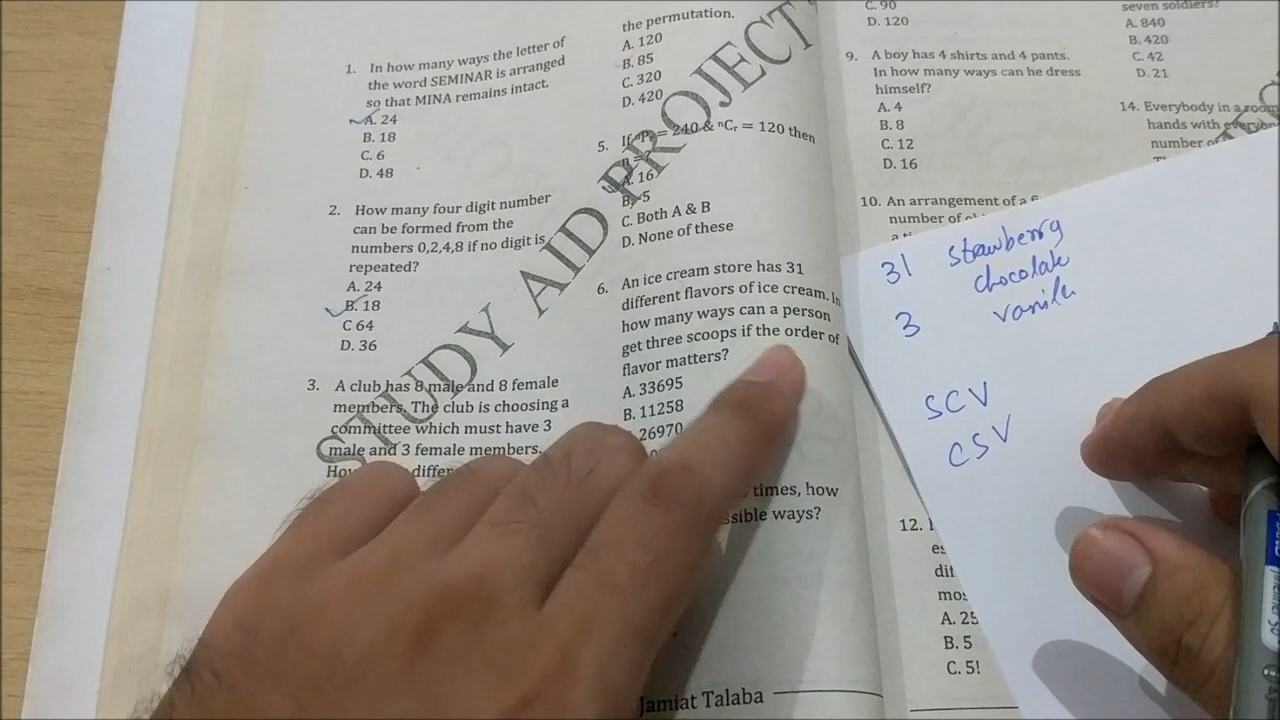 1. In how many ways the letter of
the word SEMINAR is arranged
so that MINA remains intact.
A. 24
B. 18
C. 6
D. 48
2. How many four digit number
can be formed from the
numbers 0,2,4,8 if no digit is
repeated?
A. 24
B. 18
C 64
D. 36
3. A club has 8 male and 8 female
members. The club is choosing a
committee which must have 3
male and 3 female members.
the permutation.
A. 120
B. 85
C. 320
D. 420
5. If ⁿPᵣ = 240 & ⁿCᵣ = 120 then
n = ?
A. 16
B. -5
C. Both A & B
D. None of these
6. An ice cream store has 31
different flavors of ice cream. In
how many ways can a person
get three scoops if the order of
flavor matters?
A. 33695
B. 11258
26970
times, how
ways?
Jamiat Talaba
C. 90
D. 120
9. A boy has 4 shirts and 4 pants.
In how many ways can he dress
himself?
A. 4
B. 8
C. 12
D. 16
10. An arrangement of a
number of
12.
A. 25
B. 5
C. 5!
seven soldiers?
A. 840
B. 420
C. 42
D. 21
14. Everybody in a room
hands with
number
STUDY AID PROJECT
31 strawberry
chocolate
3 vanila
SCV
CSV